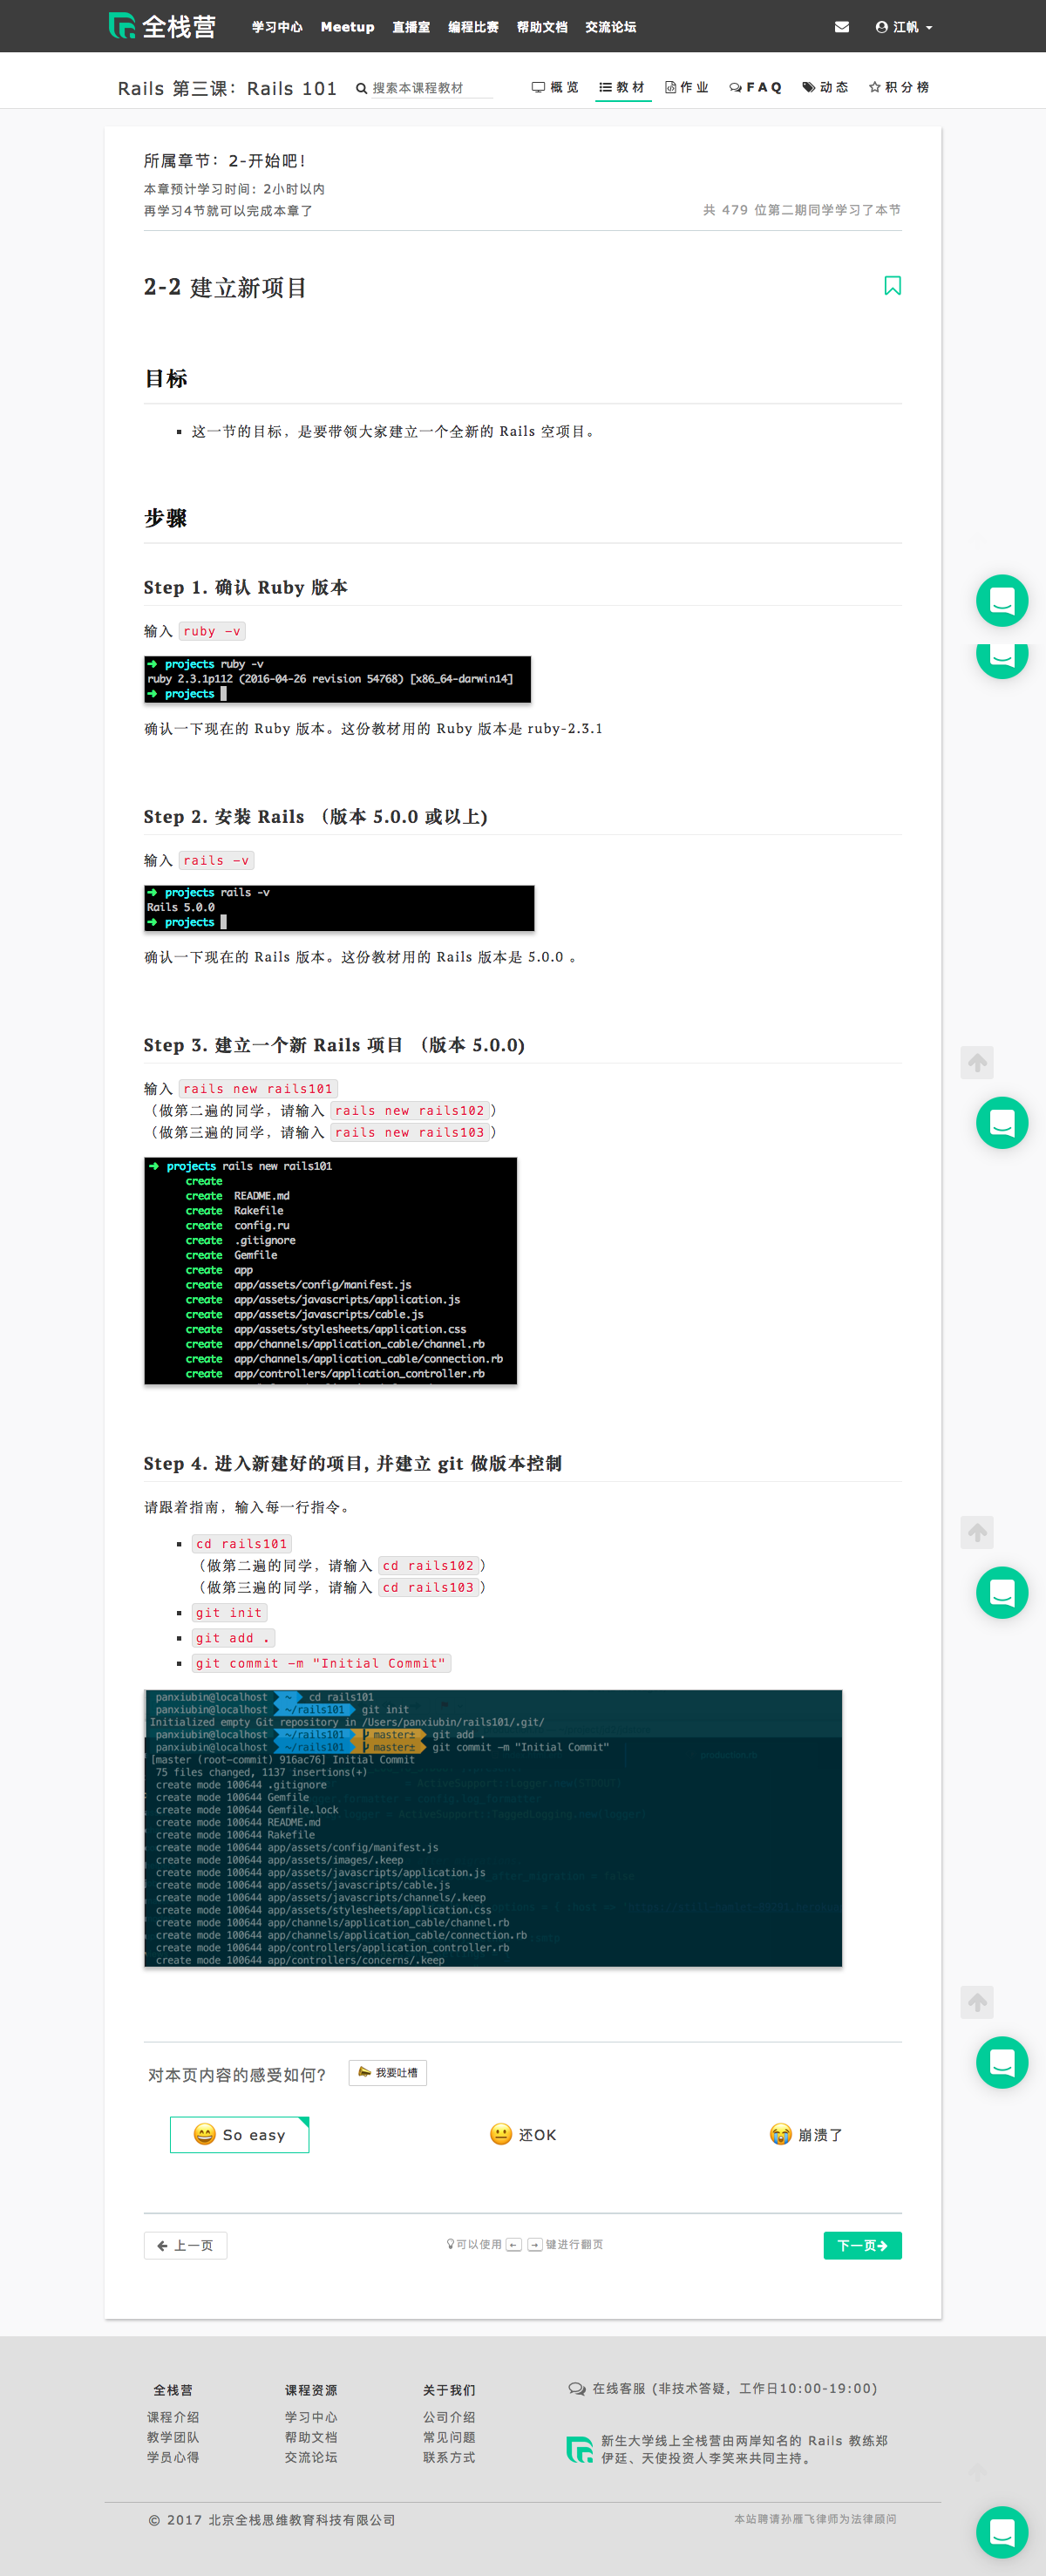 全栈营 学习中心 Meetup 直播室 编程比赛 帮助文档 交流论坛 江帆
Rails 第三课：Rails 101 搜索本课程教材 概览 教材 作业 FAQ 动态 积分榜
所属章节：2-开始吧！
本章预计学习时间：2小时以内
再学习4节就可以完成本章了
共 479 位第二期同学学习了本节
2-2 建立新项目
目标
这一节的目标，是要带领大家建立一个全新的 Rails 空项目。
步骤
Step 1. 确认 Ruby 版本
输入 ruby -v
➜ projects ruby -v
ruby 2.3.1p112 (2016-04-26 revision 54768) [x86_64-darwin14]
➜ projects
确认一下现在的 Ruby 版本。这份教材用的 Ruby 版本是 ruby-2.3.1
Step 2. 安装 Rails （版本 5.0.0 或以上)
输入 rails -v
➜ projects rails -v
Rails 5.0.0
➜ projects
确认一下现在的 Rails 版本。这份教材用的 Rails 版本是 5.0.0 。
Step 3. 建立一个新 Rails 项目 （版本 5.0.0)
输入 rails new rails101
（做第二遍的同学，请输入 rails new rails102）
（做第三遍的同学，请输入 rails new rails103）
➜ projects rails new rails101
create
create README.md
create Rakefile
create config.ru
create .gitignore
create Gemfile
create app
create app/assets/config/manifest.js
create app/assets/javascripts/application.js
create app/assets/javascripts/cable.js
create app/assets/stylesheets/application.css
create app/channels/application_cable/channel.rb
create app/channels/application_cable/connection.rb
create app/controllers/application_controller.rb
Step 4. 进入新建好的项目, 并建立 git 做版本控制
请跟着指南，输入每一行指令。
cd rails101
（做第二遍的同学，请输入 cd rails102）
（做第三遍的同学，请输入 cd rails103）
git init
git add .
git commit -m "Initial Commit"
panxiubin@localhost ~ cd rails101
panxiubin@localhost ~/rails101 git init
Initialized empty Git repository in /Users/panxiubin/rails101/.git/
panxiubin@localhost ~/rails101 master± git add .
panxiubin@localhost ~/rails101 master± git commit -m "Initial Commit"
[master (root-commit) 916ac76] Initial Commit
75 files changed, 1137 insertions(+)
create mode 100644 .gitignore
create mode 100644 Gemfile
create mode 100644 Gemfile.lock
create mode 100644 README.md
create mode 100644 Rakefile
create mode 100644 app/assets/config/manifest.js
create mode 100644 app/assets/images/.keep
create mode 100644 app/assets/javascripts/application.js
create mode 100644 app/assets/javascripts/cable.js
create mode 100644 app/assets/javascripts/channels/.keep
create mode 100644 app/assets/stylesheets/application.css
create mode 100644 app/channels/application_cable/channel.rb
create mode 100644 app/channels/application_cable/connection.rb
create mode 100644 app/controllers/application_controller.rb
create mode 100644 app/controllers/concerns/.keep
对本页内容的感受如何? 我要吐槽
So easy 还OK 崩溃了
← 上一页 可以使用 ← → 键进行翻页 下一页→
全栈营 课程资源 关于我们
课程介绍 学习中心 公司介绍
教学团队 帮助文档 常见问题
学员心得 交流论坛 联系方式
在线客服 (非技术答疑，工作日10:00-19:00)
新生大学线上全栈营由两岸知名的 Rails 教练郑
伊廷、天使投资人李笑来共同主持。
© 2017 北京全栈思维教育科技有限公司 本站聘请孙雁飞律师为法律顾问